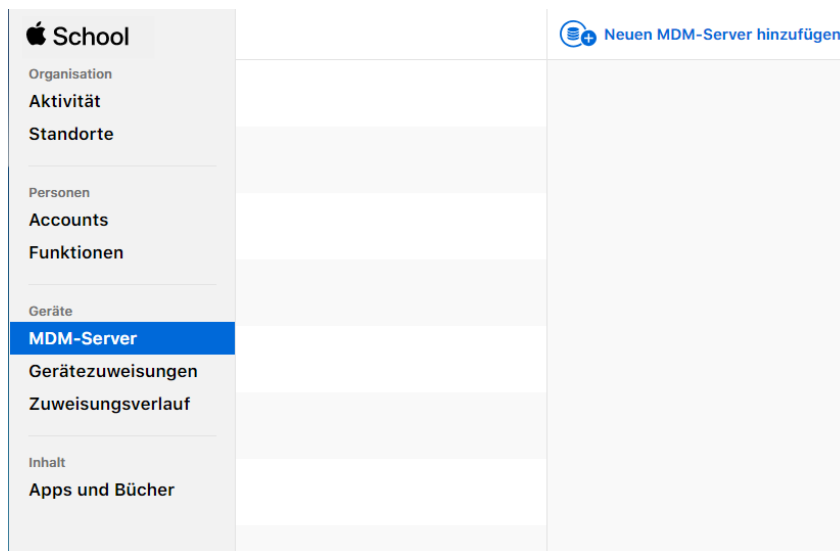 School
Neuen MDM-Server hinzufügen
Organisation
Aktivität
Standorte
Personen
Accounts
Funktionen
Geräte
MDM-Server
Gerätezuweisungen
Zuweisungsverlauf
Inhalt
Apps und Bücher